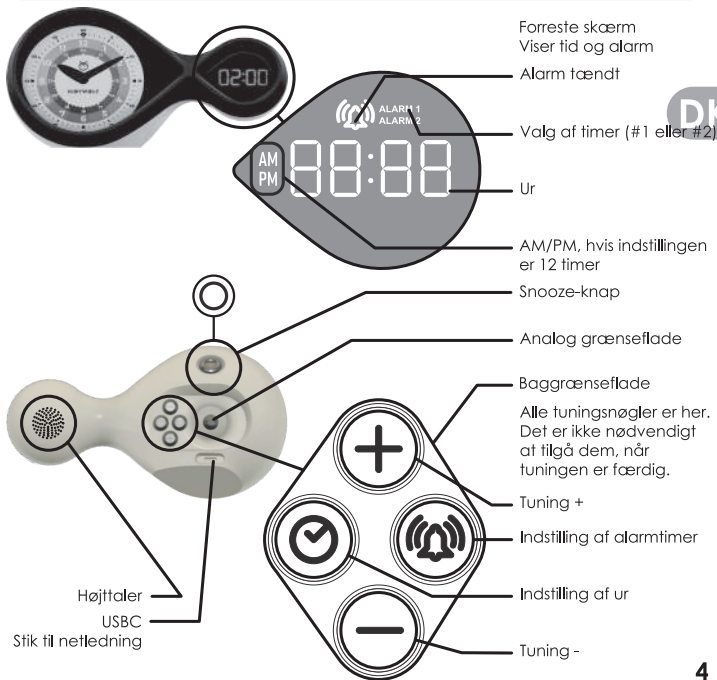 Forreste skærm
Viser tid og alarm
Alarm tændt
DK
Valg af timer (#1 eller #2)
02:00
ALARM 1
ALARM 2
AM
PM
88:88
Ur
AM/PM, hvis indstillingen
er 12 timer
Snooze-knap
Analog grænseflade
Baggrænseflade
Alle tuningsnøgler er her.
Det er ikke nødvendigt
at tilgå dem, når
tuningen er færdig.
Tuning +
Indstilling af alarmtimer
Indstilling af ur
Tuning -
Højttaler
USBC
Stik til netledning
4